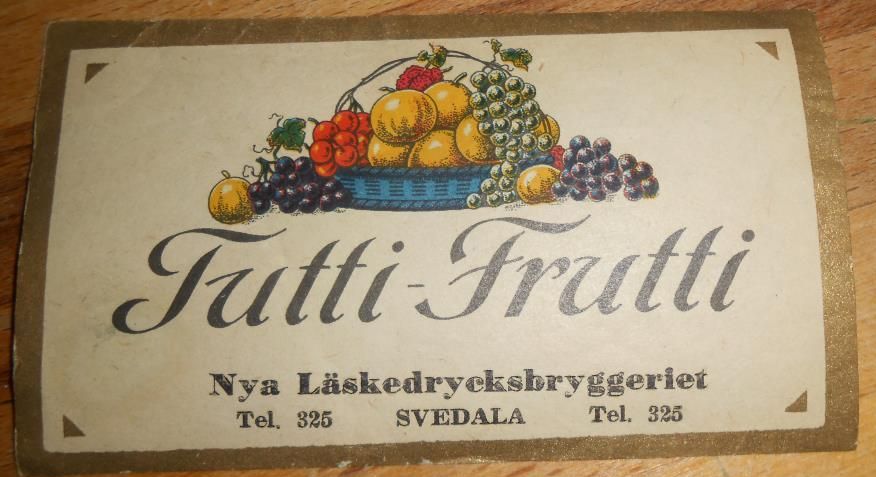 Tutti-Frutti
Nya Läskedrycksbryggeriet
Tel. 325 SVEDALA Tel. 325